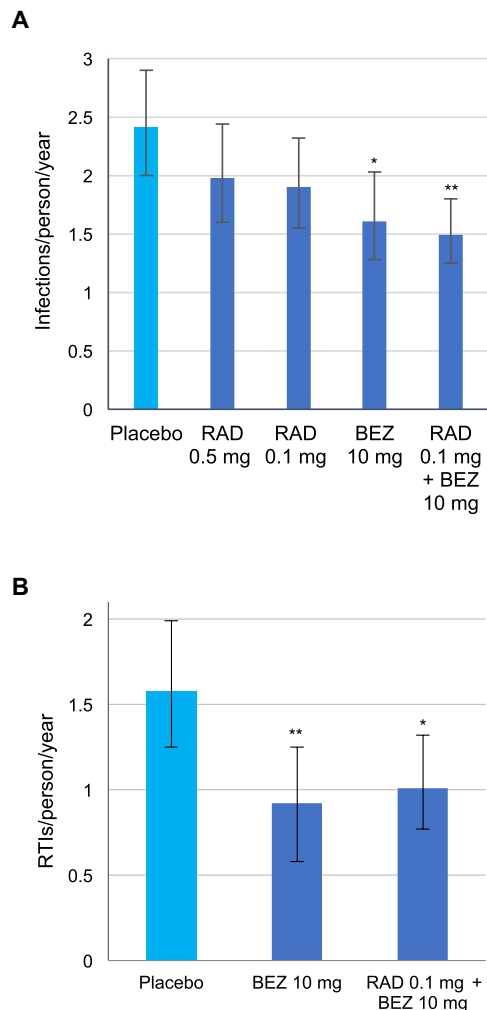 A
Infections/person/year
3
2.5
2
1.5
1
0.5
0
*
**
Placebo
RAD
0.5 mg
RAD
0.1 mg
BEZ
10 mg
RAD
0.1 mg
+ BEZ
10 mg
B
RTIs/person/year
2
1.5
1
0.5
0
**
*
Placebo
BEZ 10 mg
RAD 0.1 mg +
BEZ 10 mg